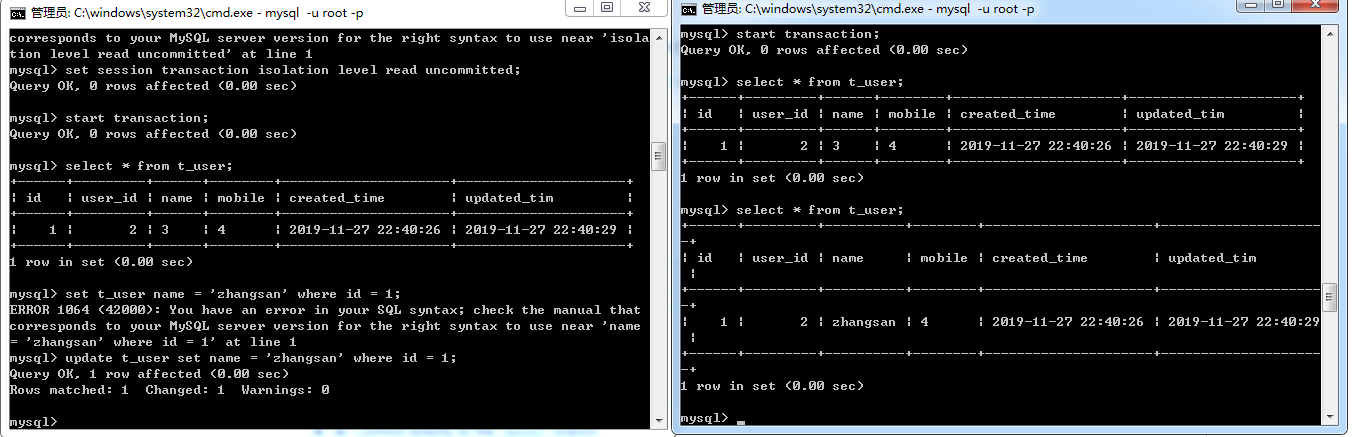 管理员: C:\windows\system32\cmd.exe - mysql  -u root -p
corresponds to your MySQL server version for the right syntax to use near 'isola
tion level read uncommitted' at line 1
mysql> set session transaction isolation level read uncommitted;
Query OK, 0 rows affected (0.00 sec)
mysql> start transaction;
Query OK, 0 rows affected (0.00 sec)
mysql> select * from t_user;
+------+---------+------+--------+---------------------+---------------------+
| id   | user_id | name | mobile | created_time        | updated_tim         |
+------+---------+------+--------+---------------------+---------------------+
|    1 |       2 | 3    | 4      | 2019-11-27 22:40:26 | 2019-11-27 22:40:29 |
+------+---------+------+--------+---------------------+---------------------+
1 row in set (0.00 sec)
mysql> set t_user name = 'zhangsan' where id = 1;
ERROR 1064 (42000): You have an error in your SQL syntax; check the manual that
corresponds to your MySQL server version for the right syntax to use near 'name
= 'zhangsan' where id = 1' at line 1
mysql> update t_user set name = 'zhangsan' where id = 1;
Query OK, 1 row affected (0.00 sec)
Rows matched: 1  Changed: 1  Warnings: 0
mysql>
管理员: C:\windows\system32\cmd.exe - mysql  -u root -p
mysql> start transaction;
Query OK, 0 rows affected (0.00 sec)
mysql> select * from t_user;
+------+---------+------+--------+---------------------+---------------------+
| id   | user_id | name | mobile | created_time        | updated_tim         |
+------+---------+------+--------+---------------------+---------------------+
|    1 |       2 | 3    | 4      | 2019-11-27 22:40:26 | 2019-11-27 22:40:29 |
+------+---------+------+--------+---------------------+---------------------+
1 row in set (0.00 sec)
mysql> select * from t_user;
+------+---------+----------+--------+---------------------+--------------------
-+
| id   | user_id | name     | mobile | created_time        | updated_tim
 |
+------+---------+----------+--------+---------------------+--------------------
-+
|    1 |       2 | zhangsan | 4      | 2019-11-27 22:40:26 | 2019-11-27 22:40:29
 |
+------+---------+----------+--------+---------------------+--------------------
-+
1 row in set (0.00 sec)
mysql> _